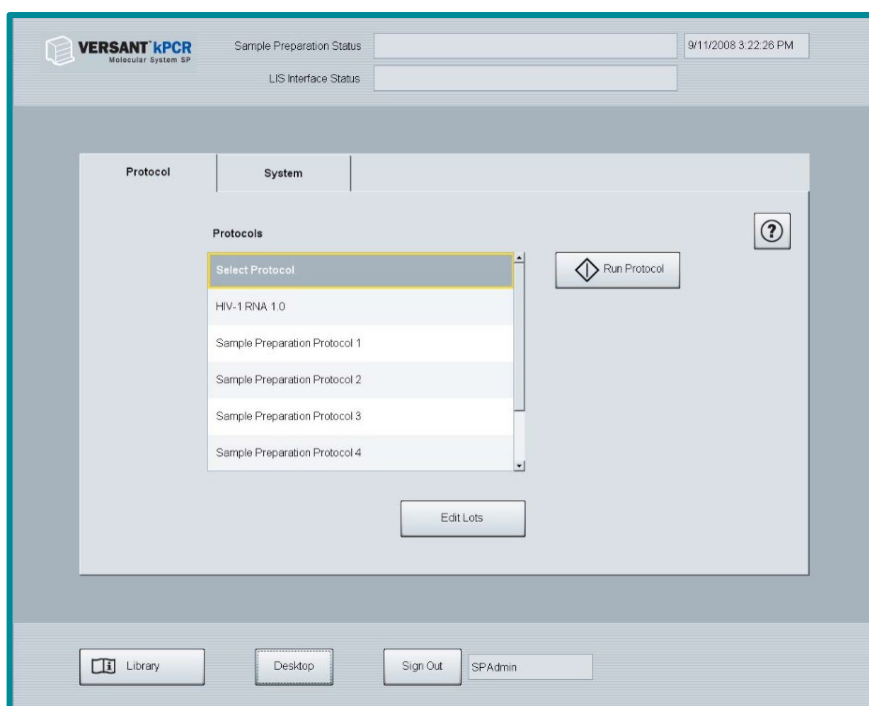 VERSANT kPCR
Molecular System SP
Sample Preparation Status
9/11/2008 3:22:26 PM
LIS Interface Status
Protocol
System
Protocols
?
Select Protocol
Run Protocol
HIV-1 RNA 1.0
Sample Preparation Protocol 1
Sample Preparation Protocol 2
Sample Preparation Protocol 3
Sample Preparation Protocol 4
Edit Lots
i Library
Desktop
Sign Out
SPAdmin